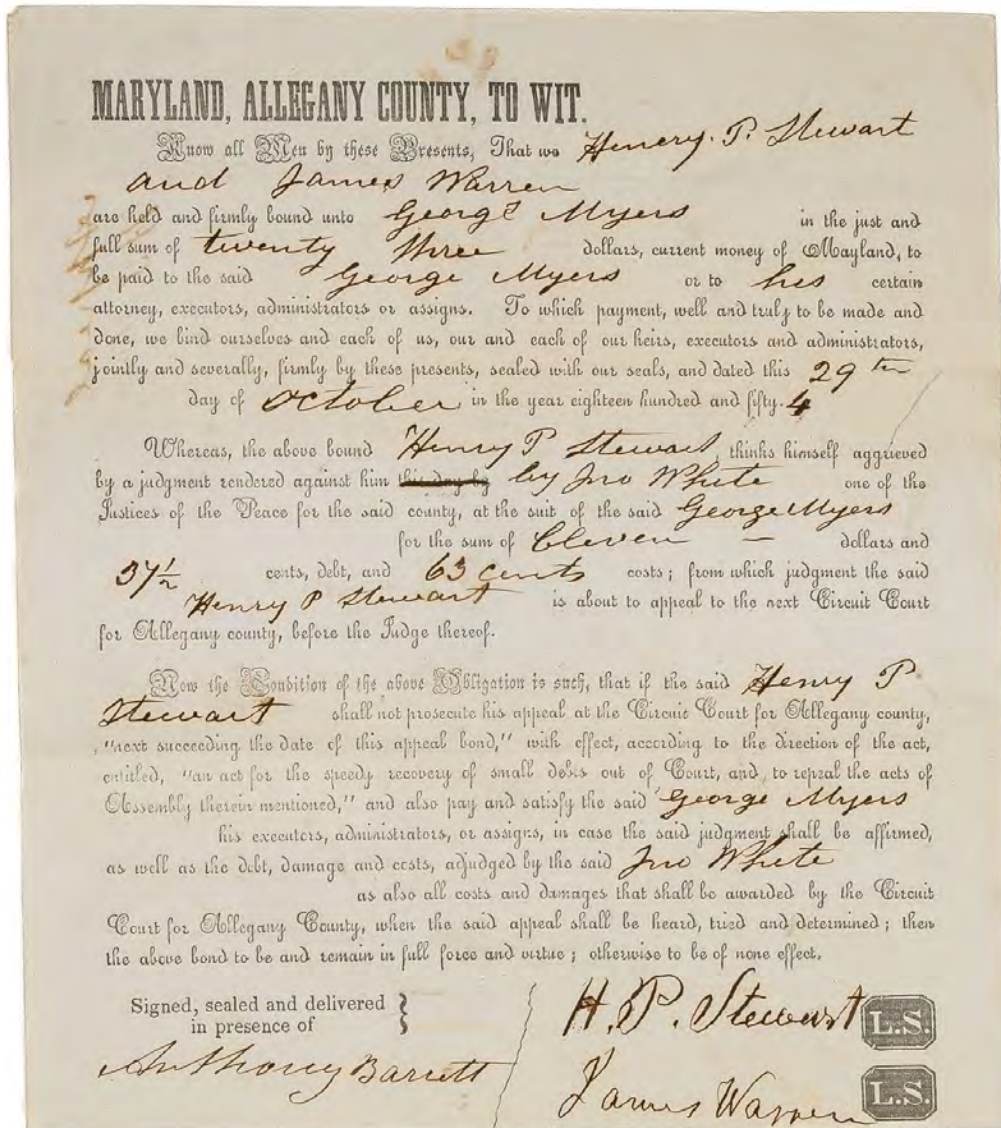 MARYLAND, ALLEGANY COUNTY, TO WIT.
Know all Men by these Presents, That we Henery. P. Stewart
and James Warren
are held and firmly bound unto George Myers in the just and
full sum of twenty three dollars, current money of Mayland, to
be paid to the said George Myers or to his certain
attorney, executors, administrators or assigns. To which payment, well and truly to be made and
done, we bind ourselves and each of us, our and each of our heirs, executors and administrators,
jointly and severally, firmly by these presents, sealed with our seals, and dated this 29th
day of October in the year eighteen hundred and fifty. 4
Whereas, the above bound Henry P Stewart, thinks himself aggrieved
by a judgment rendered against him this day by by Jno White one of the
Justices of the Peace for the said county, at the suit of the said George Myers
for the sum of Eleven — dollars and
37½ cents, debt, and 63 cents costs; from which judgment the said
Henry P Stewart is about to appeal to the next Circuit Court
for Allegany county, before the Judge thereof.
Now the Condition of the above Obligation is such, that if the said Henry P
Stewart shall not prosecute his appeal at the Circuit Court for Allegany county,
"next succeeding the date of this appeal bond," with effect, according to the direction of the act,
entitled, "an act for the speedy recovery of small debts out of Court, and, to repeal the acts of
Assembly therein mentioned," and also pay and satisfy the said George Myers
his executors, administrators, or assigns, in case the said judgment shall be affirmed,
as well as the debt, damage and costs, adjudged by the said Jno White
as also all costs and damages that shall be awarded by the Circuit
Court for Allegany County, when the said appeal shall be heard, tried and determined; then
the above bond to be and remain in full force and virtue; otherwise to be of none effect.
Signed, sealed and delivered
in presence of
Anthony Barrett
H. P. Stewart L.S.
James Warren L.S.